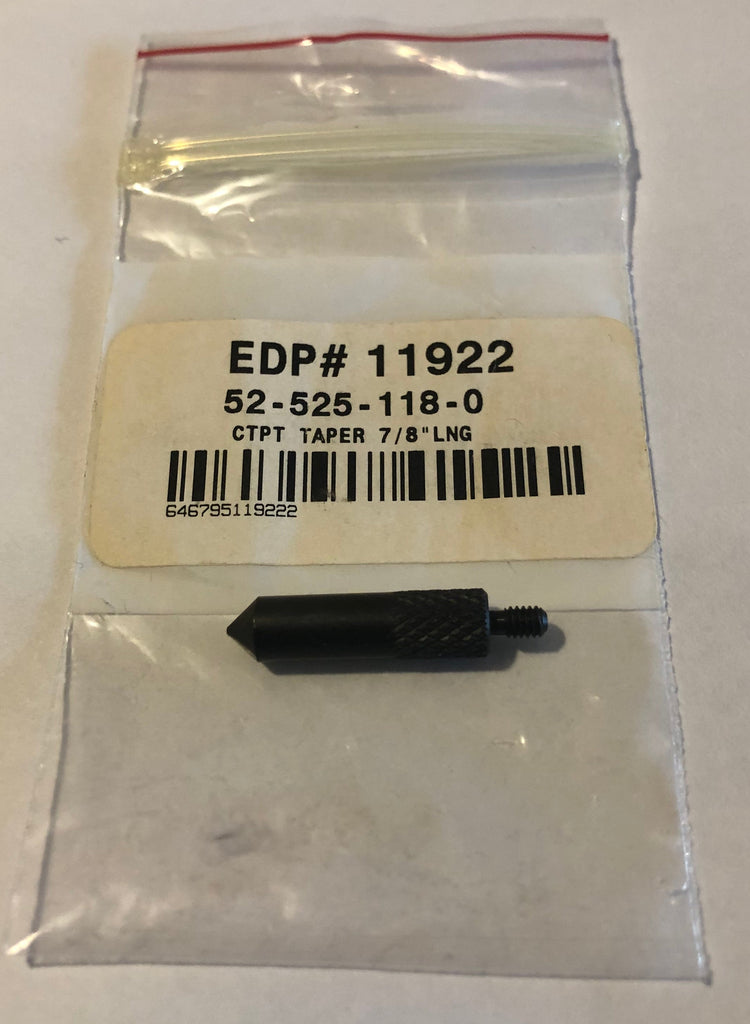 EDP# 11922
52-525-118-0
CTPT TAPER 7/8"LNG
646795119222